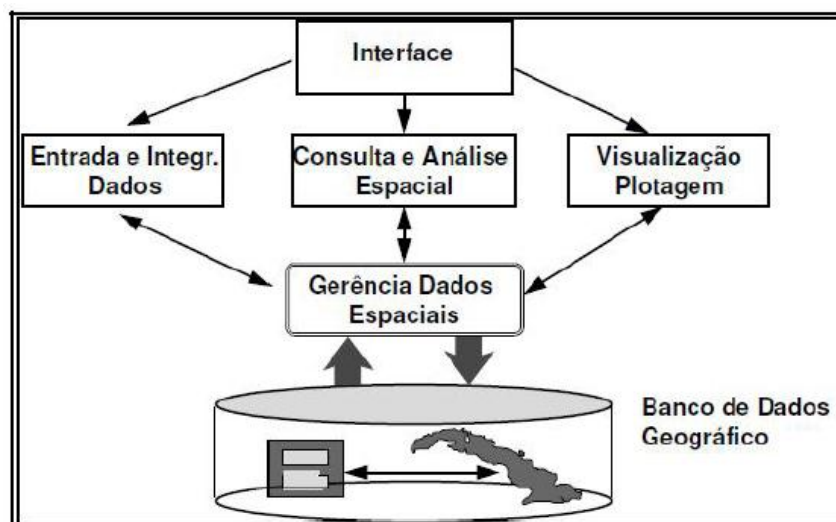 Interface
Entrada e Integr.
Dados
Consulta e Análise
Espacial
Visualização
Plotagem
Gerência Dados
Espaciais
Banco de Dados
Geográfico